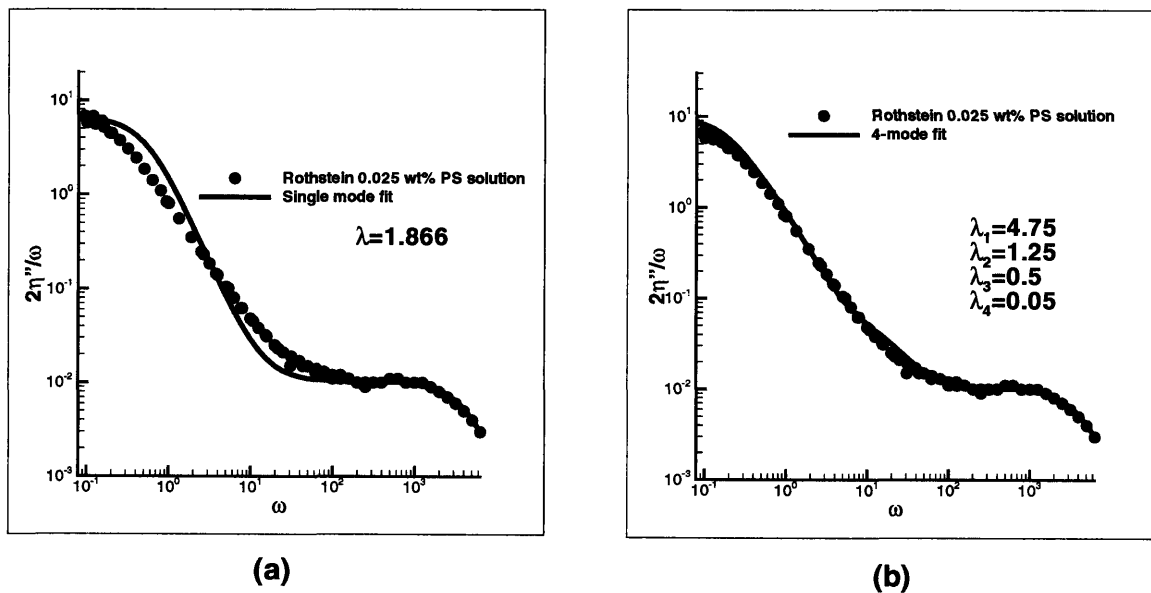 10¹
10⁰
10⁻¹
10⁻²
10⁻³
2η''/ω
Rothstein 0.025 wt% PS solution
Single mode fit
λ=1.866
10⁻¹ 10⁰ 10¹ 10² 10³
ω
(a)
10¹
10⁰
10⁻¹
10⁻²
10⁻³
2η''/ω
Rothstein 0.025 wt% PS solution
4-mode fit
λ₁=4.75
λ₂=1.25
λ₃=0.5
λ₄=0.05
10⁻¹ 10⁰ 10¹ 10² 10³
ω
(b)